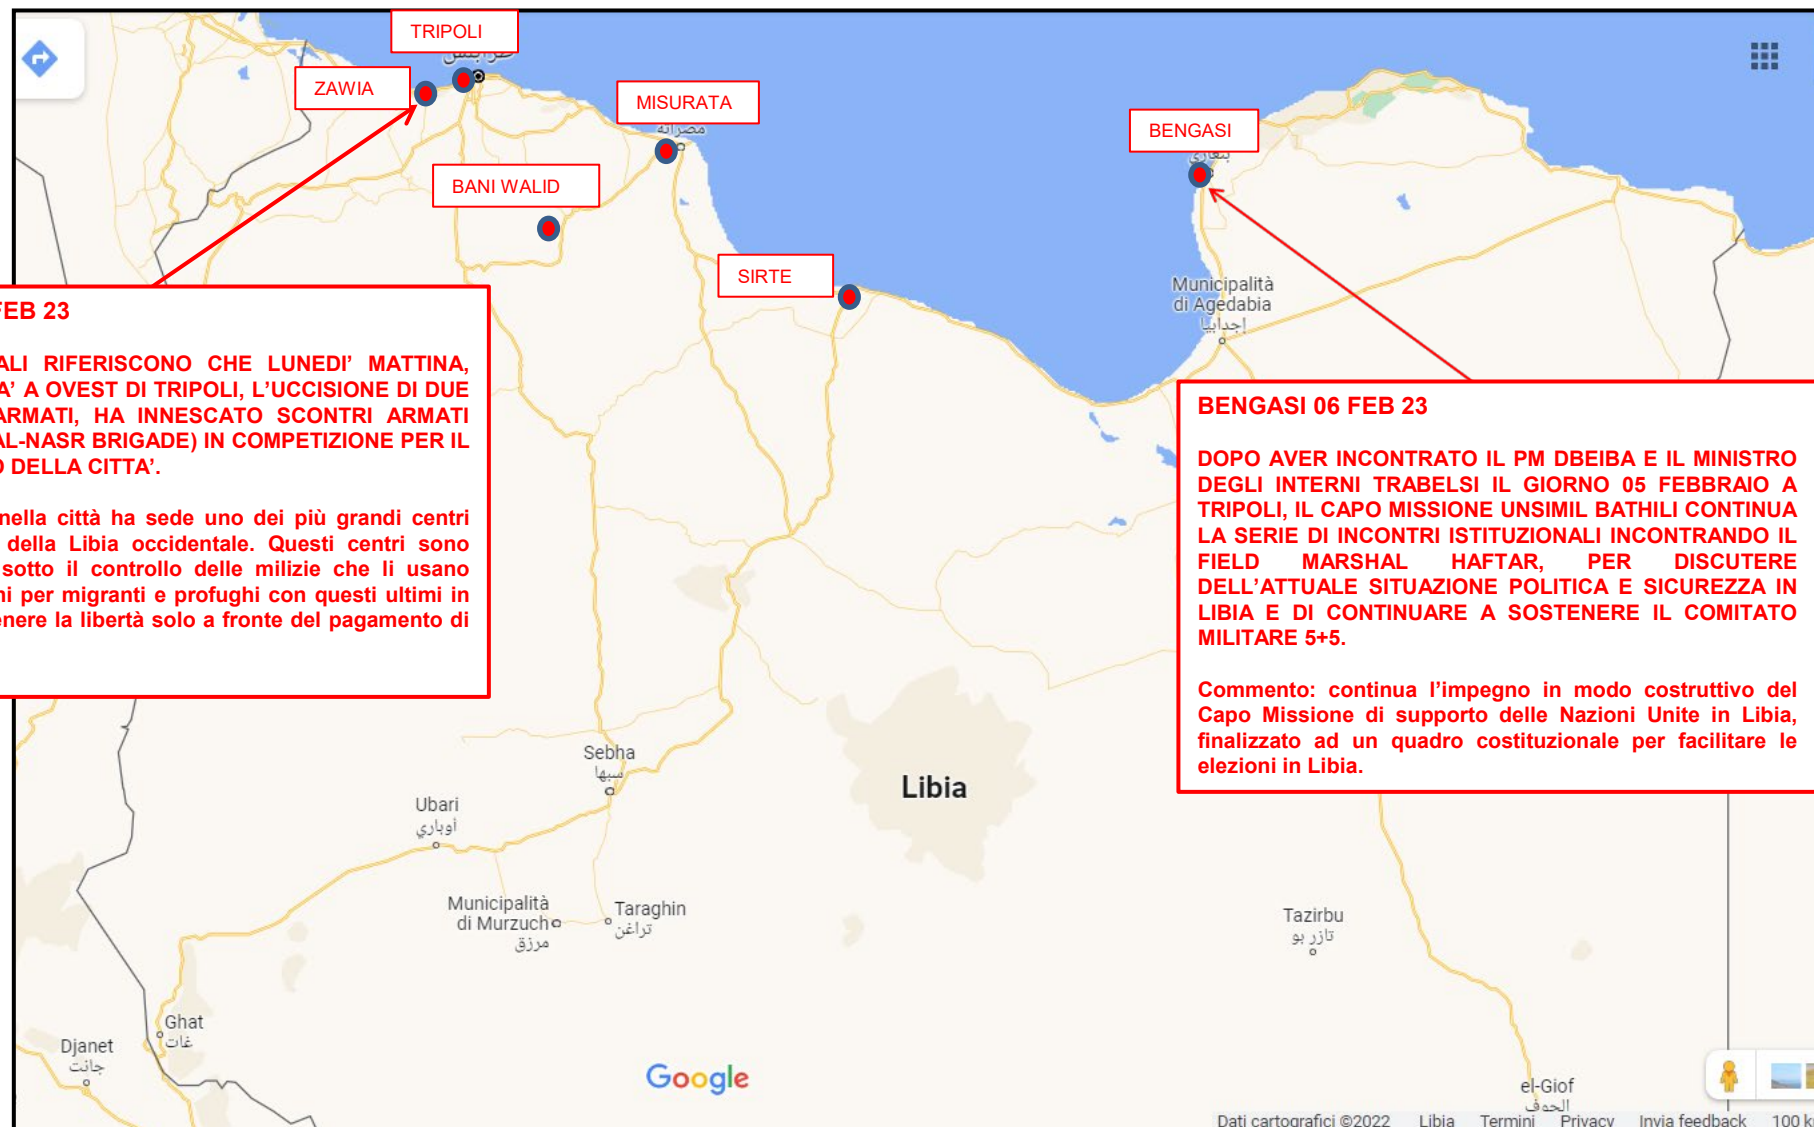 TRIPOLI
ZAWIA
MISURATA
مصراتة
BENGASI
بنغازي
BANI WALID
SIRTE
Municipalità
di Agedabia
إجدابيا
FEB 23
ALI RIFERISCONO CHE LUNEDI' MATTINA,
A' A OVEST DI TRIPOLI, L'UCCISIONE DI DUE
ARMATI, HA INNESCATO SCONTRI ARMATI
AL-NASR BRIGADE) IN COMPETIZIONE PER IL
O DELLA CITTA'.
nella città ha sede uno dei più grandi centri
della Libia occidentale. Questi centri sono
sotto il controllo delle milizie che li usano
ni per migranti e profughi con questi ultimi in
enere la libertà solo a fronte del pagamento di
BENGASI 06 FEB 23
DOPO AVER INCONTRATO IL PM DBEIBA E IL MINISTRO
DEGLI INTERNI TRABELSI IL GIORNO 05 FEBBRAIO A
TRIPOLI, IL CAPO MISSIONE UNSIMIL BATHILI CONTINUA
LA SERIE DI INCONTRI ISTITUZIONALI INCONTRANDO IL
FIELD MARSHAL HAFTAR, PER DISCUTERE
DELL'ATTUALE SITUAZIONE POLITICA E SICUREZZA IN
LIBIA E DI CONTINUARE A SOSTENERE IL COMITATO
MILITARE 5+5.
Commento: continua l'impegno in modo costruttivo del
Capo Missione di supporto delle Nazioni Unite in Libia,
finalizzato ad un quadro costituzionale per facilitare le
elezioni in Libia.
Sebha
سبها
Libia
Ubari
أوباري
Municipalità
di Murzuch
مرزق
Taraghin
تراغن
Tazirbu
تازر بو
Ghat
غات
Djanet
جانت
Google
el-Giof
الجوف
Dati cartografici ©2022 Libia Termini Privacy Invia feedback 100 k